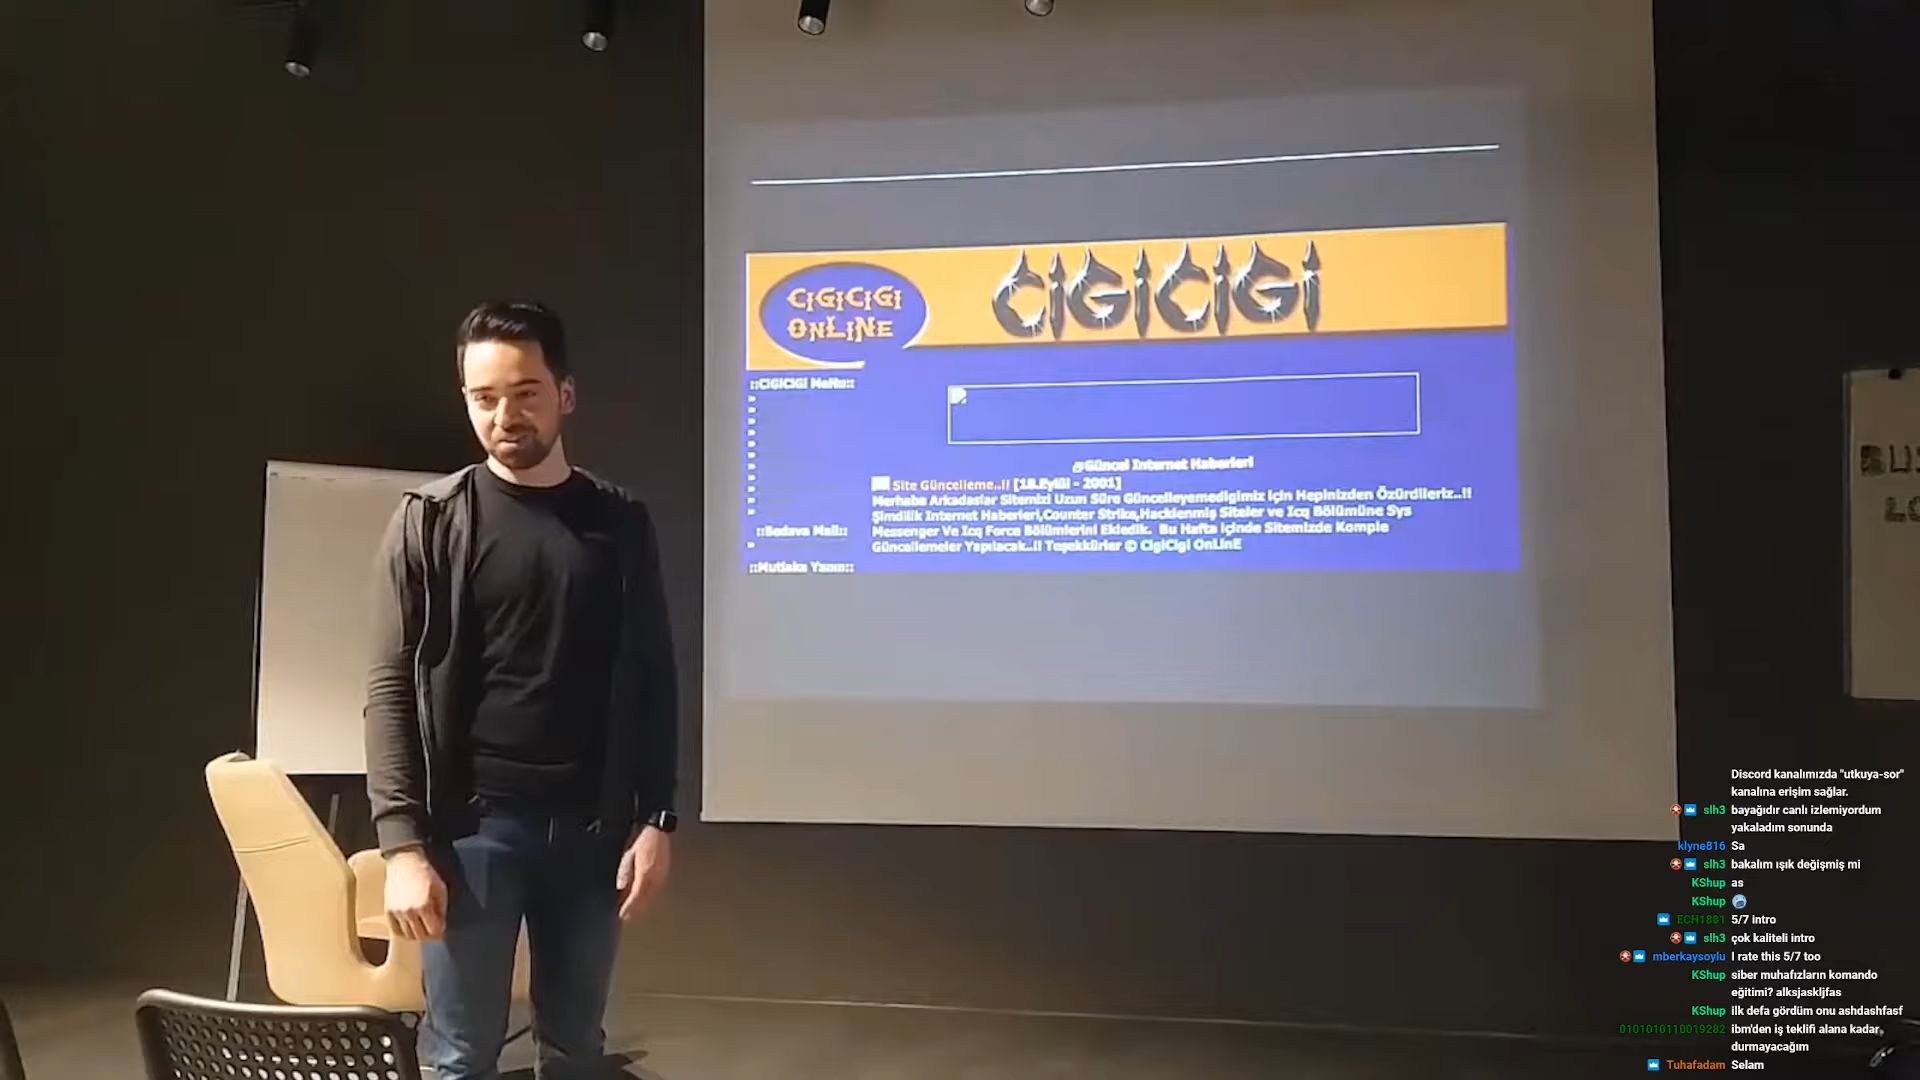 CiGiCiGi
CiGiCiGi
OnLiNE
::CiGiCiGi MeNu::
Güncel Internet Haberleri
Site Güncelleme..!! [18.Eylül - 2001]
Merhaba Arkadaslar Sitemizi Uzun Süre Güncelleyemedigimiz için Hepinizden Özürdileriz..!!
Şimdilik Internet Haberleri,Counter Strike,Hacklenmiş Siteler ve Icq Bölümüne Sys
Messenger Ve Icq Force Bölümlerini Ekledik. Bu Hafta içinde Sitemizde Komple
Güncellemeler Yapılacak..!! Teşekkürler © CigiCigi OnLinE
::Bedava Mail::
::Mutlaka Yazın::
Discord kanalımızda "utkuya-sor"
kanalına erişim sağlar.
slh3 bayağıdır canlı izlemiyordum
yakaladım sonunda
klyne816 Sa
slh3 bakalım ışık değişmiş mi
KShup as
KShup
ECH1881 5/7 intro
slh3 çok kaliteli intro
mberkaysoylu I rate this 5/7 too
KShup siber muhafızların komando
eğitimi? alksjaskljfas
KShup ilk defa gördüm onu ashdashfasf
0101010110019282 ibm'den iş teklifi alana kadar
durmayacağım
Tuhafadam Selam